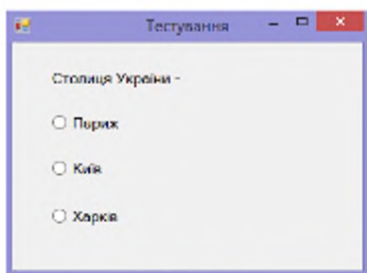 Тестування
Столиця України -
Париж
Київ
Харків